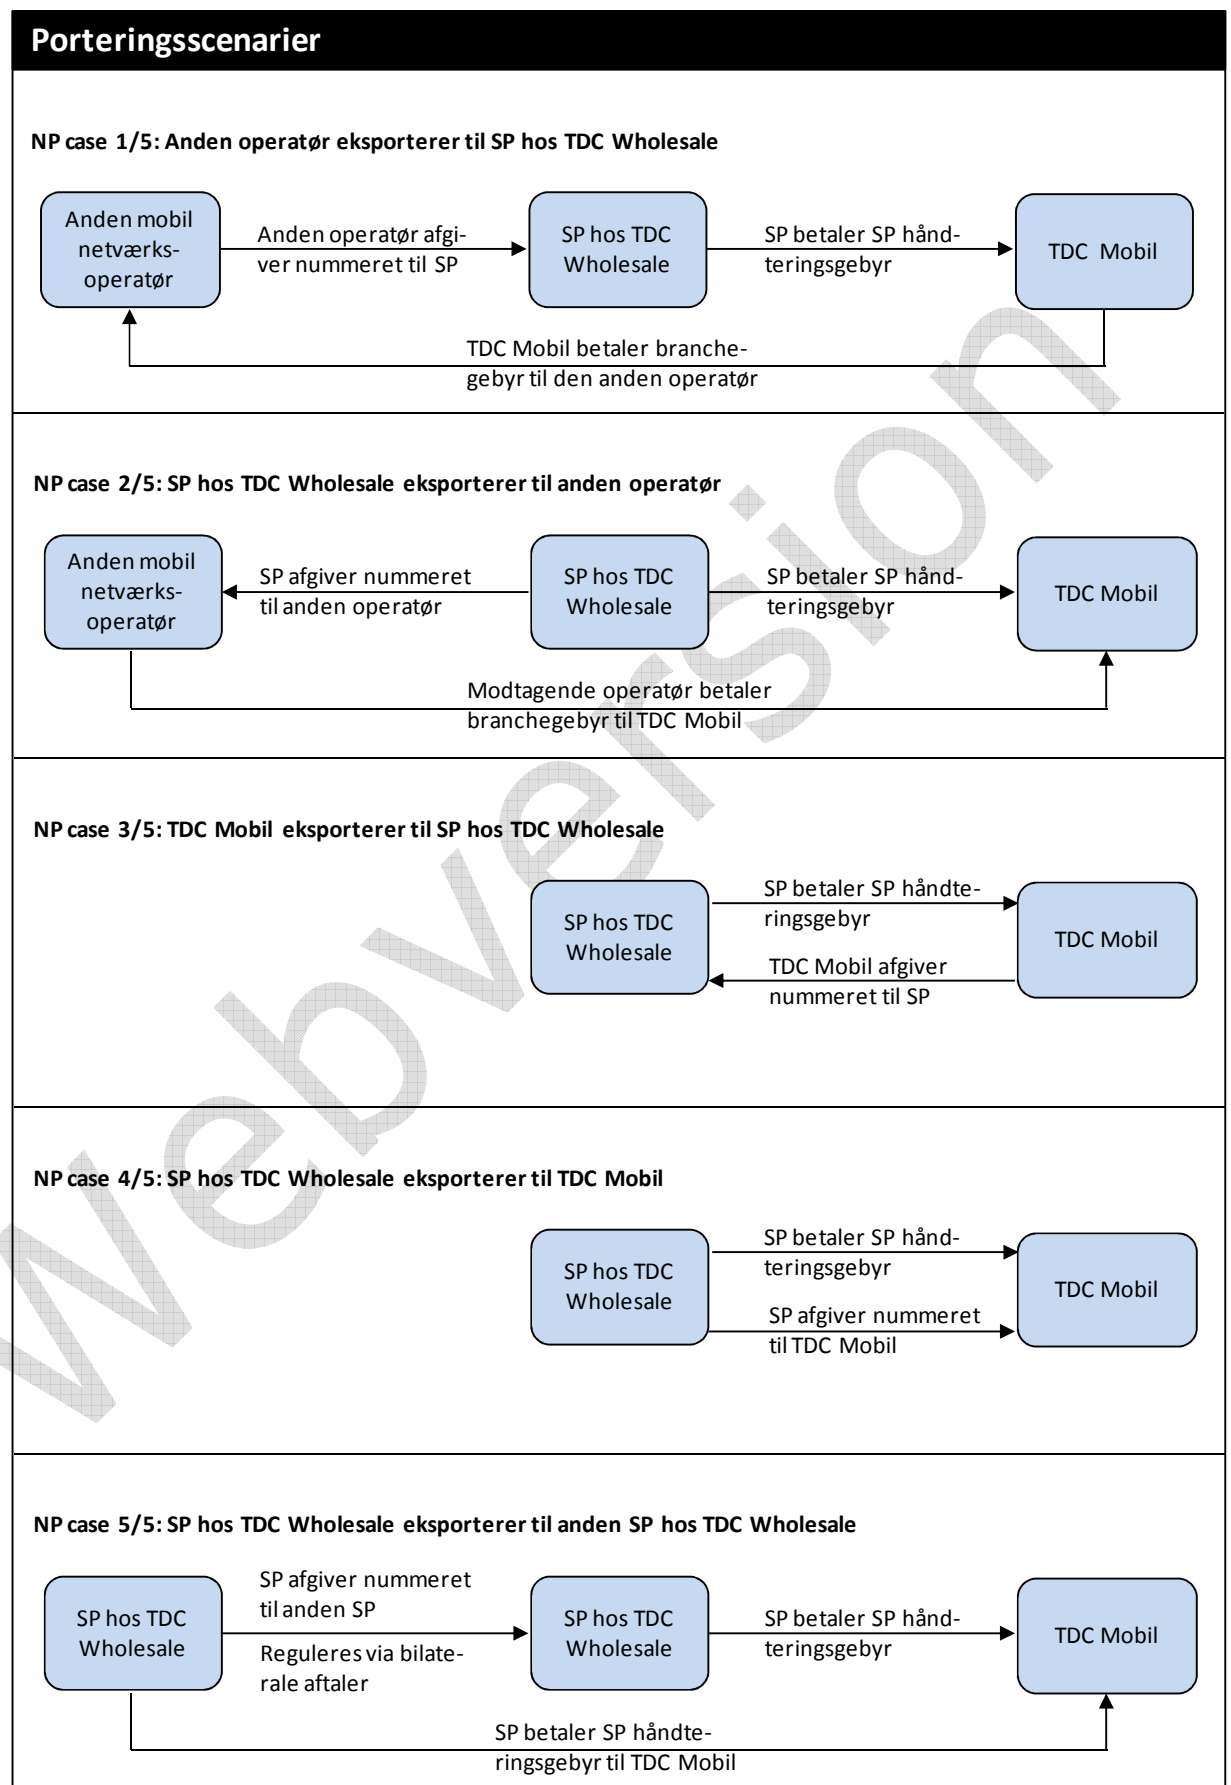 Porteringsscenarier
NP case 1/5: Anden operatør eksporterer til SP hos TDC Wholesale
Anden mobil
netværks-
operatør
Anden operatør afgi-
ver nummeret til SP
SP hos TDC
Wholesale
SP betaler SP hånd-
teringsgebyr
TDC Mobil
TDC Mobil betaler branche-
gebyr til den anden operatør
NP case 2/5: SP hos TDC Wholesale eksporterer til anden operatør
Anden mobil
netværks-
operatør
SP afgiver nummeret
til anden operatør
SP hos TDC
Wholesale
SP betaler SP hånd-
teringsgebyr
TDC Mobil
Modtagende operatør betaler
branchegebyr til TDC Mobil
NP case 3/5: TDC Mobil eksporterer til SP hos TDC Wholesale
SP hos TDC
Wholesale
SP betaler SP håndte-
ringsgebyr
TDC Mobil afgiver
nummeret til SP
TDC Mobil
NP case 4/5: SP hos TDC Wholesale eksporterer til TDC Mobil
SP hos TDC
Wholesale
SP betaler SP hånd-
teringsgebyr
SP afgiver nummeret
til TDC Mobil
TDC Mobil
NP case 5/5: SP hos TDC Wholesale eksporterer til anden SP hos TDC Wholesale
SP hos TDC
Wholesale
SP afgiver nummeret
til anden SP
Reguleres via bilate-
rale aftaler
SP hos TDC
Wholesale
SP betaler SP hånd-
teringsgebyr
TDC Mobil
SP betaler SP håndte-
ringsgebyr til TDC Mobil
Webversion